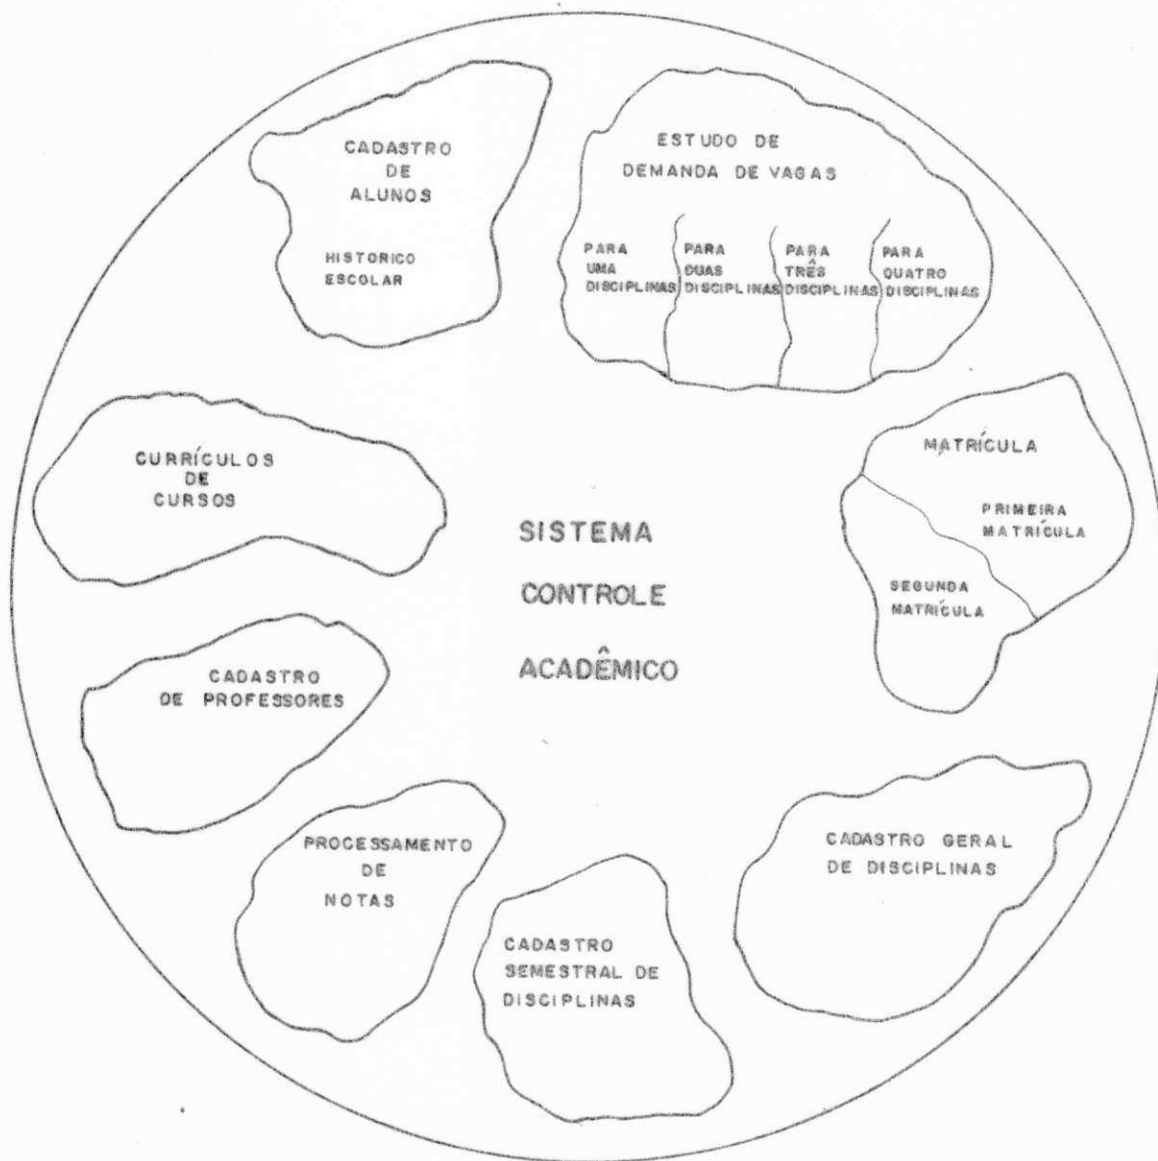 CADASTRO
DE
ALUNOS
HISTORICO
ESCOLAR
ESTUDO DE
DEMANDA DE VAGAS
PARA
UMA
DISCIPLINAS
PARA
DUAS
DISCIPLINAS
PARA
TRÊS
DISCIPLINAS
PARA
QUATRO
DISCIPLINAS
MATRÍCULA
PRIMEIRA
MATRÍCULA
SEGUNDA
MATRÍCULA
CURRÍCULOS
DE
CURSOS
SISTEMA
CONTROLE
ACADÊMICO
CADASTRO
DE PROFESSORES
PROCESSAMENTO
DE
NOTAS
CADASTRO
SEMESTRAL DE
DISCIPLINAS
CADASTRO GERAL
DE DISCIPLINAS